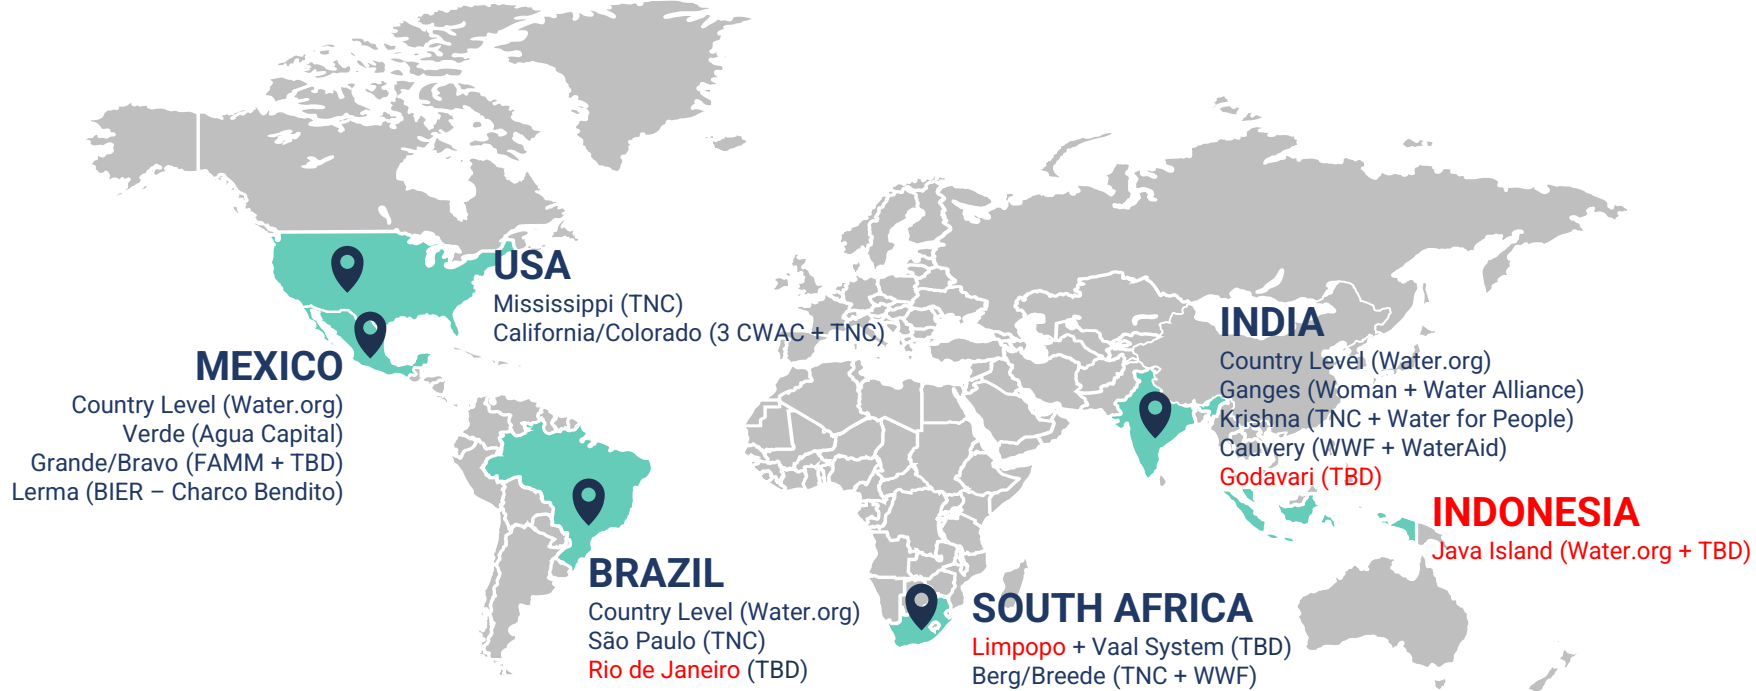 USA
Mississippi (TNC)
California/Colorado (3 CWAC + TNC)
MEXICO
Country Level (Water.org)
Verde (Agua Capital)
Grande/Bravo (FAMM + TBD)
Lerma (BIER – Charco Bendito)
BRAZIL
Country Level (Water.org)
São Paulo (TNC)
Rio de Janeiro (TBD)
INDIA
Country Level (Water.org)
Ganges (Woman + Water Alliance)
Krishna (TNC + Water for People)
Cauvery (WWF + WaterAid)
Godavari (TBD)
INDONESIA
Java Island (Water.org + TBD)
SOUTH AFRICA
Limpopo + Vaal System (TBD)
Berg/Breede (TNC + WWF)